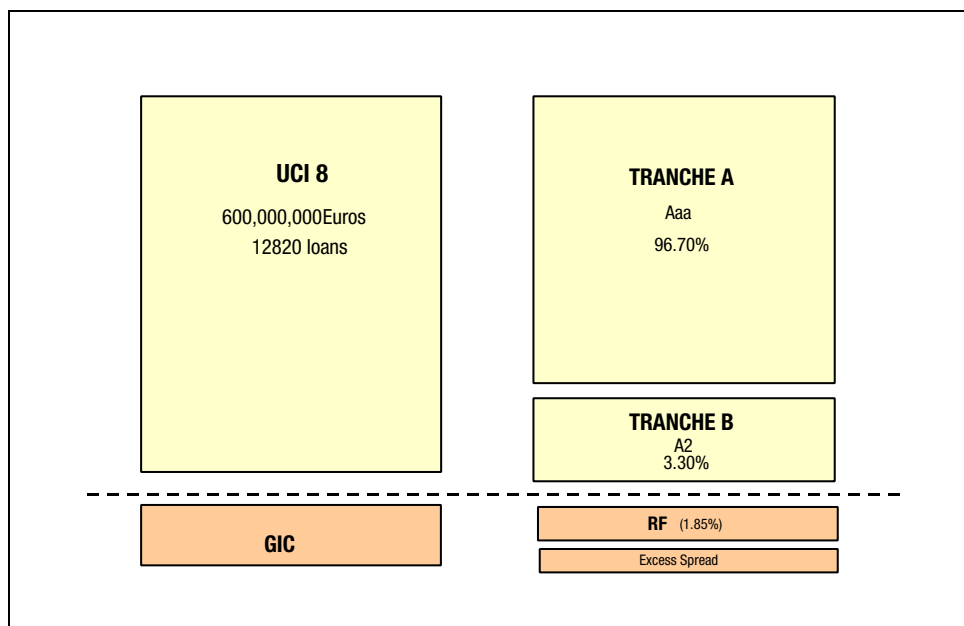 UCI 8
600,000,000Euros
12820 loans
TRANCHE A
Aaa
96.70%
TRANCHE B
A2
3.30%
GIC
RF (1.85%)
Excess Spread